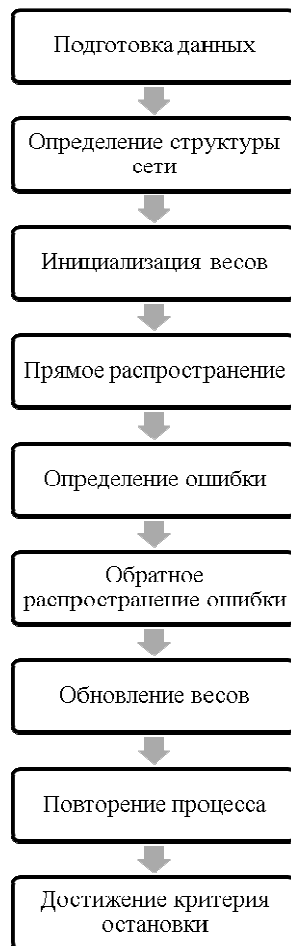 Подготовка данных
Определение структуры
сети
Инициализация весов
Прямое распространение
Определение ошибки
Обратное
распространение ошибки
Обновление весов
Повторение процесса
Достижение критерия
остановки